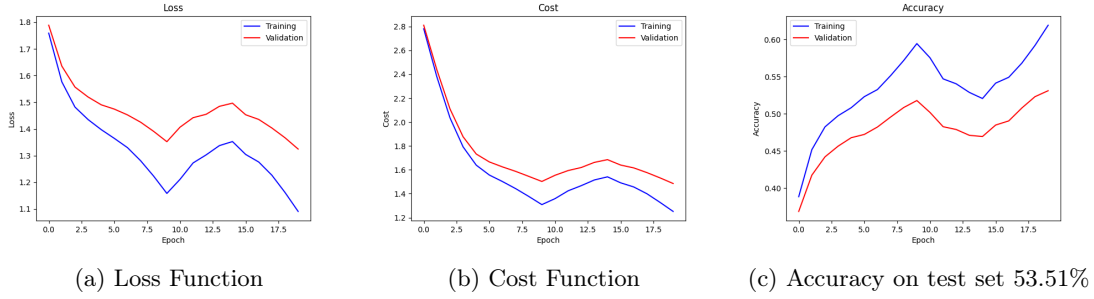 Loss
Training
Validation
1.8
1.7
1.6
1.5
1.4
1.3
1.2
1.1
Loss
0.0 2.5 5.0 7.5 10.0 12.5 15.0 17.5
Epoch
(a) Loss Function
Cost
Training
Validation
2.8
2.6
2.4
2.2
2.0
1.8
1.6
1.4
1.2
Cost
0.0 2.5 5.0 7.5 10.0 12.5 15.0 17.5
Epoch
(b) Cost Function
Accuracy
Training
Validation
0.60
0.55
0.50
0.45
0.40
Accuracy
0.0 2.5 5.0 7.5 10.0 12.5 15.0 17.5
Epoch
(c) Accuracy on test set 53.51%